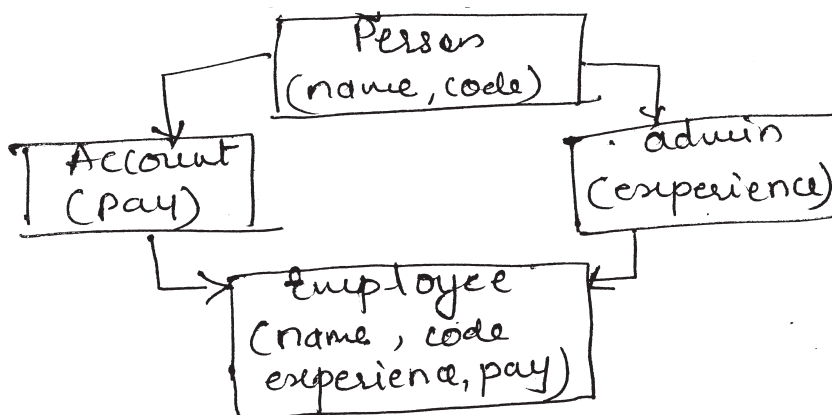 Person
(name, code)
Account
(pay)
admin
(experience)
Employee
(name, code
experience, pay)